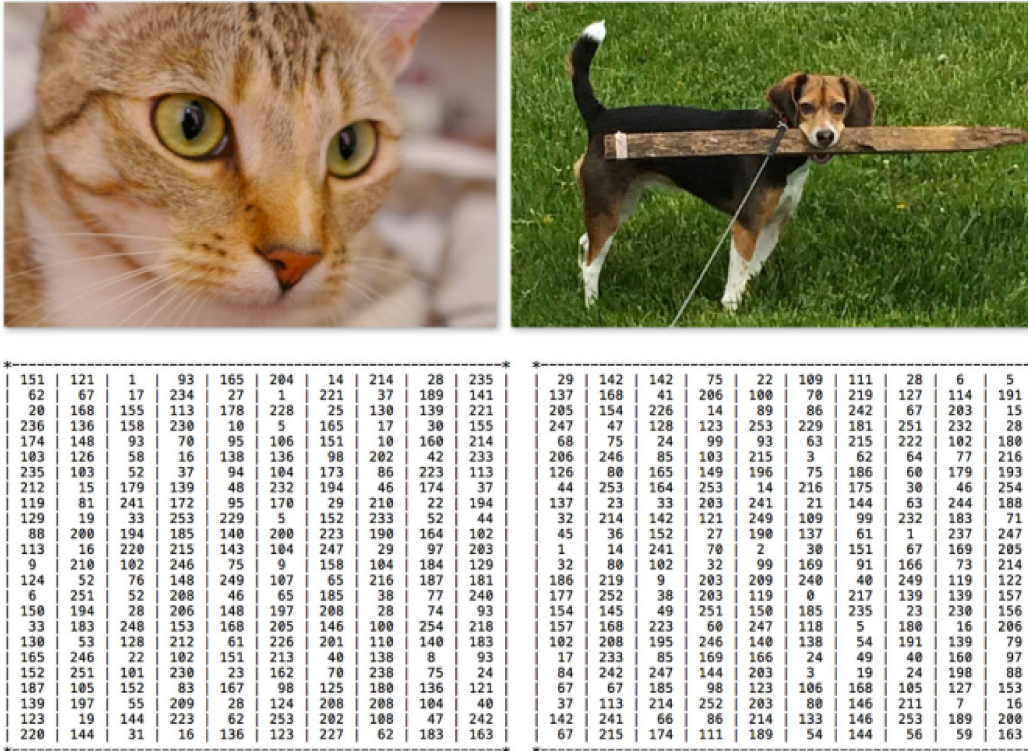 *------------------------------------------------------------*
| 151 | 121 | 1 | 93 | 165 | 204 | 14 | 214 | 28 | 235 |
| 62 | 67 | 17 | 234 | 27 | 1 | 221 | 37 | 189 | 141 |
| 20 | 168 | 155 | 113 | 178 | 228 | 25 | 130 | 139 | 221 |
| 236 | 136 | 158 | 230 | 10 | 5 | 165 | 17 | 30 | 155 |
| 174 | 148 | 93 | 70 | 95 | 106 | 151 | 10 | 160 | 214 |
| 103 | 126 | 58 | 16 | 138 | 136 | 98 | 202 | 42 | 233 |
| 235 | 103 | 52 | 37 | 94 | 104 | 173 | 86 | 223 | 113 |
| 212 | 15 | 179 | 139 | 48 | 232 | 194 | 46 | 174 | 37 |
| 119 | 81 | 241 | 172 | 95 | 170 | 29 | 210 | 22 | 194 |
| 129 | 19 | 33 | 253 | 229 | 5 | 152 | 233 | 52 | 44 |
| 88 | 200 | 194 | 185 | 140 | 200 | 223 | 190 | 164 | 102 |
| 113 | 16 | 220 | 215 | 143 | 104 | 247 | 29 | 97 | 203 |
| 9 | 210 | 102 | 246 | 75 | 9 | 158 | 104 | 184 | 129 |
| 124 | 52 | 76 | 148 | 249 | 107 | 65 | 216 | 187 | 181 |
| 6 | 251 | 52 | 208 | 46 | 65 | 185 | 38 | 77 | 240 |
| 150 | 194 | 28 | 206 | 148 | 197 | 208 | 28 | 74 | 93 |
| 33 | 183 | 248 | 153 | 168 | 205 | 146 | 100 | 254 | 218 |
| 130 | 53 | 128 | 212 | 61 | 226 | 201 | 110 | 140 | 183 |
| 165 | 246 | 22 | 102 | 151 | 213 | 40 | 138 | 8 | 93 |
| 152 | 251 | 101 | 230 | 23 | 162 | 70 | 238 | 75 | 24 |
| 187 | 105 | 152 | 83 | 167 | 98 | 125 | 180 | 136 | 121 |
| 139 | 197 | 55 | 209 | 28 | 124 | 208 | 208 | 104 | 40 |
| 123 | 19 | 144 | 223 | 62 | 253 | 202 | 108 | 47 | 242 |
| 220 | 144 | 31 | 16 | 136 | 123 | 227 | 62 | 183 | 163 |
*------------------------------------------------------------*
*------------------------------------------------------------
| 29 | 142 | 142 | 75 | 22 | 109 | 111 | 28 | 6 | 5
| 137 | 168 | 41 | 206 | 100 | 70 | 219 | 127 | 114 | 191
| 205 | 154 | 226 | 14 | 89 | 86 | 242 | 67 | 203 | 15
| 247 | 47 | 128 | 123 | 253 | 229 | 181 | 251 | 232 | 28
| 68 | 75 | 24 | 99 | 93 | 63 | 215 | 222 | 102 | 180
| 206 | 246 | 85 | 103 | 215 | 3 | 62 | 64 | 77 | 216
| 126 | 80 | 165 | 149 | 196 | 75 | 186 | 60 | 179 | 193
| 44 | 253 | 164 | 253 | 14 | 216 | 175 | 30 | 46 | 254
| 137 | 23 | 33 | 203 | 241 | 21 | 144 | 63 | 244 | 188
| 32 | 214 | 142 | 121 | 249 | 109 | 99 | 232 | 183 | 71
| 45 | 36 | 152 | 27 | 190 | 137 | 61 | 1 | 237 | 247
| 1 | 14 | 241 | 70 | 2 | 30 | 151 | 67 | 169 | 205
| 32 | 80 | 102 | 32 | 99 | 169 | 91 | 166 | 73 | 214
| 186 | 219 | 9 | 203 | 209 | 240 | 40 | 249 | 119 | 122
| 177 | 252 | 38 | 203 | 119 | 0 | 217 | 139 | 139 | 157
| 154 | 145 | 49 | 251 | 150 | 185 | 235 | 23 | 230 | 156
| 157 | 168 | 223 | 60 | 247 | 118 | 5 | 180 | 16 | 206
| 102 | 208 | 195 | 246 | 140 | 138 | 54 | 191 | 139 | 79
| 17 | 233 | 85 | 169 | 166 | 24 | 49 | 40 | 160 | 97
| 84 | 242 | 247 | 144 | 203 | 3 | 19 | 24 | 198 | 88
| 67 | 67 | 185 | 98 | 123 | 106 | 168 | 105 | 127 | 153
| 37 | 113 | 214 | 252 | 203 | 80 | 146 | 211 | 7 | 16
| 142 | 241 | 66 | 86 | 214 | 133 | 146 | 253 | 189 | 200
| 67 | 215 | 174 | 111 | 189 | 54 | 144 | 56 | 59 | 163
*------------------------------------------------------------